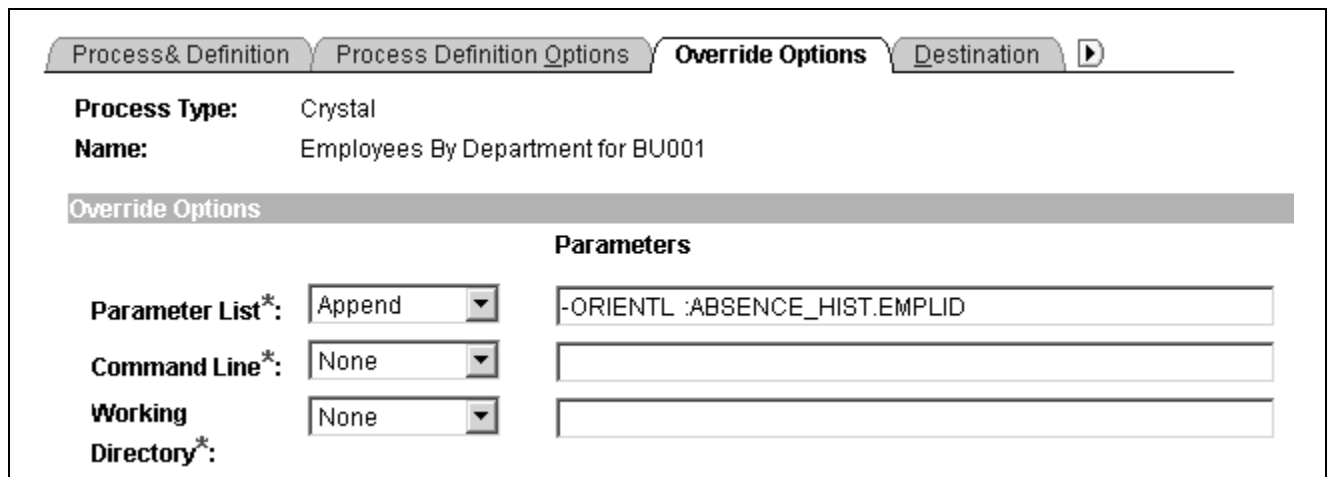 Process& Definition Process Definition Options Override Options Destination
Process Type: Crystal
Name: Employees By Department for BU001
Override Options
Parameters
Parameter List*: Append -ORIENTL :ABSENCE_HIST.EMPLID
Command Line*: None
Working None
Directory*: